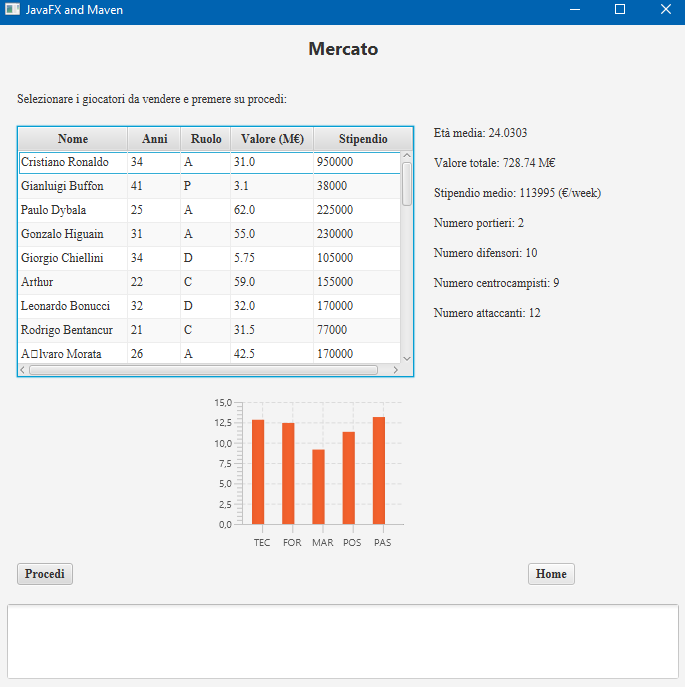 JavaFX and Maven
Mercato
Selezionare i giocatori da vendere e premere su procedi:
Nome Anni Ruolo Valore (M€) Stipendio
Cristiano Ronaldo 34 A 31.0 950000
Gianluigi Buffon 41 P 3.1 38000
Paulo Dybala 25 A 62.0 225000
Gonzalo Higuain 31 A 55.0 230000
Giorgio Chiellini 34 D 5.75 105000
Arthur 22 C 59.0 155000
Leonardo Bonucci 32 D 32.0 170000
Rodrigo Bentancur 21 C 31.5 77000
A□lvaro Morata 26 A 42.5 170000
Età media: 24.0303
Valore totale: 728.74 M€
Stipendio medio: 113995 (€/week)
Numero portieri: 2
Numero difensori: 10
Numero centrocampisti: 9
Numero attaccanti: 12
15,0
12,5
10,0
7,5
5,0
2,5
0,0
TEC FOR MAR POS PAS
Procedi
Home